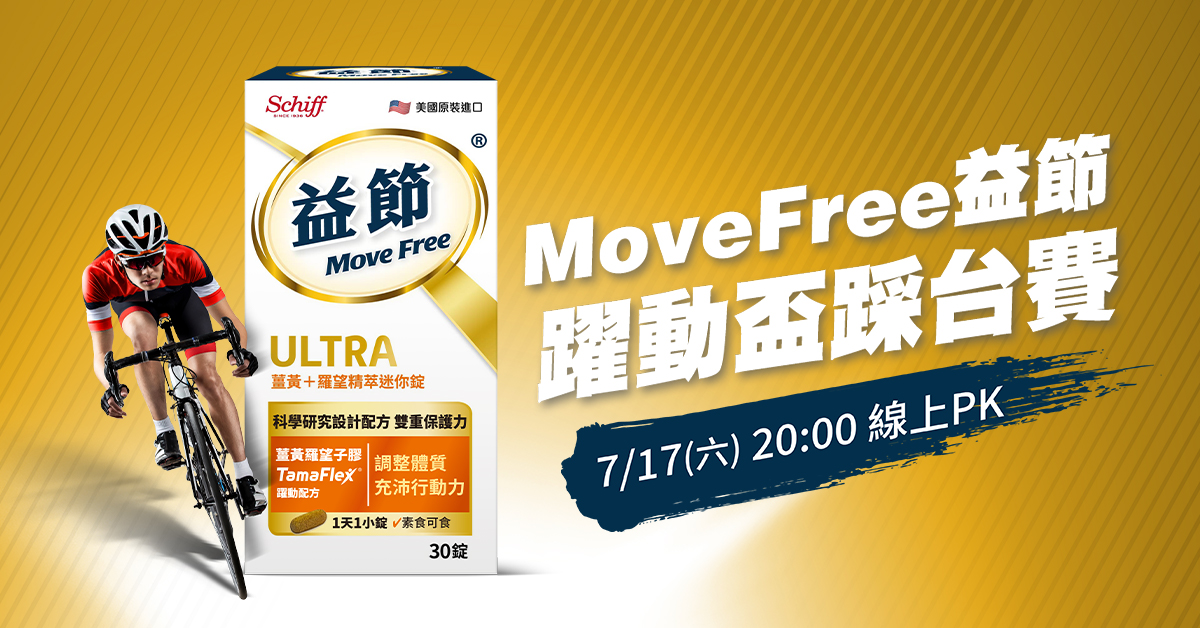 益節
Move Free
Schiff
SINCE 1936
美國原裝進口
®
益節
Move Free
ULTRA
薑黃＋羅望精萃迷你錠
科學研究設計配方 雙重保護力
薑黃羅望子膠
TamaFlex®
躍動配方
調整體質
充沛行動力
1天1小錠 ✓素食可食
30錠
MoveFree益節
躍動盃踩台賽
7/17(六) 20:00 線上PK